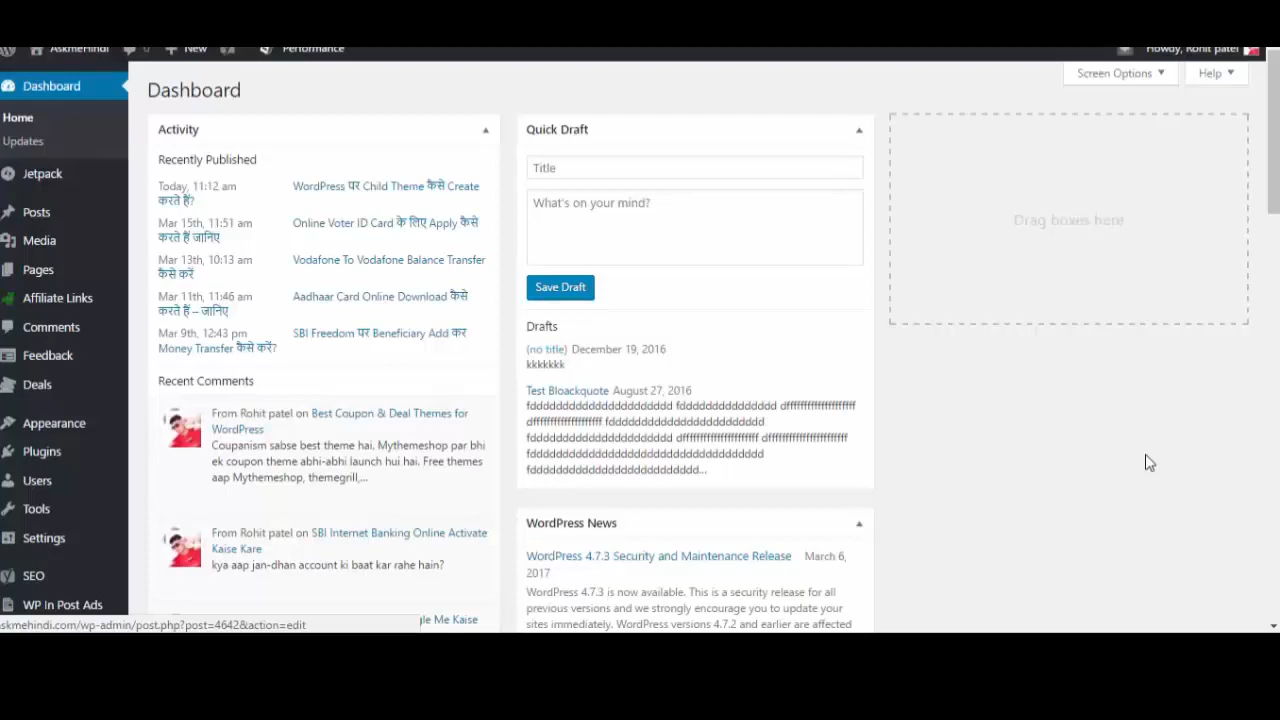 AskmeHindi 0 New Performance Howdy, Rohit patel
Screen Options Help
Dashboard
Home
Updates
Jetpack
Posts
Media
Pages
Affiliate Links
Comments
Feedback
Deals
Appearance
Plugins
Users
Tools
Settings
SEO
WP In Post Ads
Dashboard
Activity
Recently Published
Today, 11:12 am WordPress पर Child Theme कैसे Create
करते हैं?
Mar 15th, 11:51 am Online Voter ID Card के लिए Apply कैसे
करते हैं जानिए
Mar 13th, 10:13 am Vodafone To Vodafone Balance Transfer
कैसे करें
Mar 11th, 11:46 am Aadhaar Card Online Download कैसे
करते हैं – जानिए
Mar 9th, 12:43 pm SBI Freedom पर Beneficiary Add कर
Money Transfer कैसे करें?
Recent Comments
From Rohit patel on Best Coupon & Deal Themes for
WordPress
Coupanism sabse best theme hai. Mythemeshop par bhi
ek coupon theme abhi-abhi launch hui hai. Free themes
aap Mythemeshop, themegrill,...
From Rohit patel on SBI Internet Banking Online Activate
Kaise Kare
kya aap jan-dhan account ki baat kar rahe hain?
Me Kaise
askmehindi.com/wp-admin/post.php?post=4642&action=edit
Quick Draft
Title
What's on your mind?
Save Draft
Drafts
(no title) December 19, 2016
kkkkkkk
Test Bloackquote August 27, 2016
WordPress News
WordPress 4.7.3 Security and Maintenance Release March 6,
2017
WordPress 4.7.3 is now available. This is a security release for all
previous versions and we strongly encourage you to update your
sites immediately. WordPress versions 4.7.2 and earlier are affected
Drag boxes here